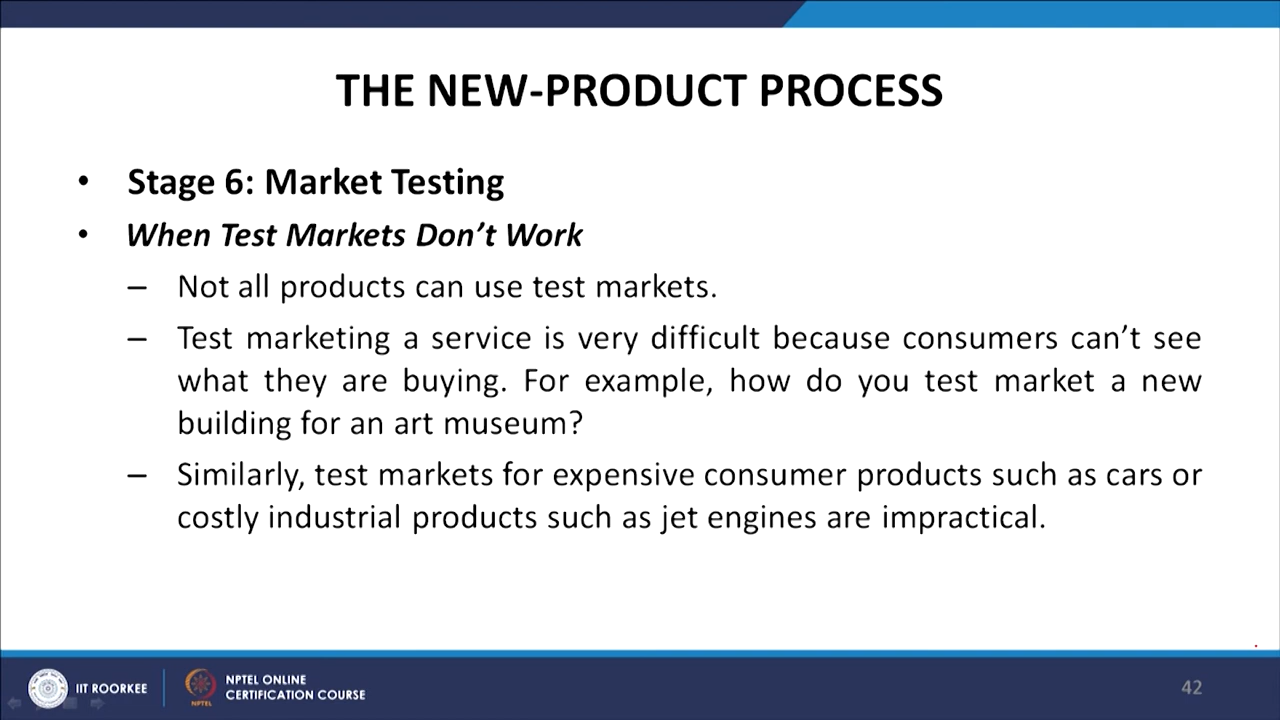 THE NEW-PRODUCT PROCESS
• Stage 6: Market Testing
• When Test Markets Don’t Work
– Not all products can use test markets.
– Test marketing a service is very difficult because consumers can’t see
what they are buying. For example, how do you test market a new
building for an art museum?
– Similarly, test markets for expensive consumer products such as cars or
costly industrial products such as jet engines are impractical.
IIT ROORKEE
NPTEL
NPTEL ONLINE
CERTIFICATION COURSE
42